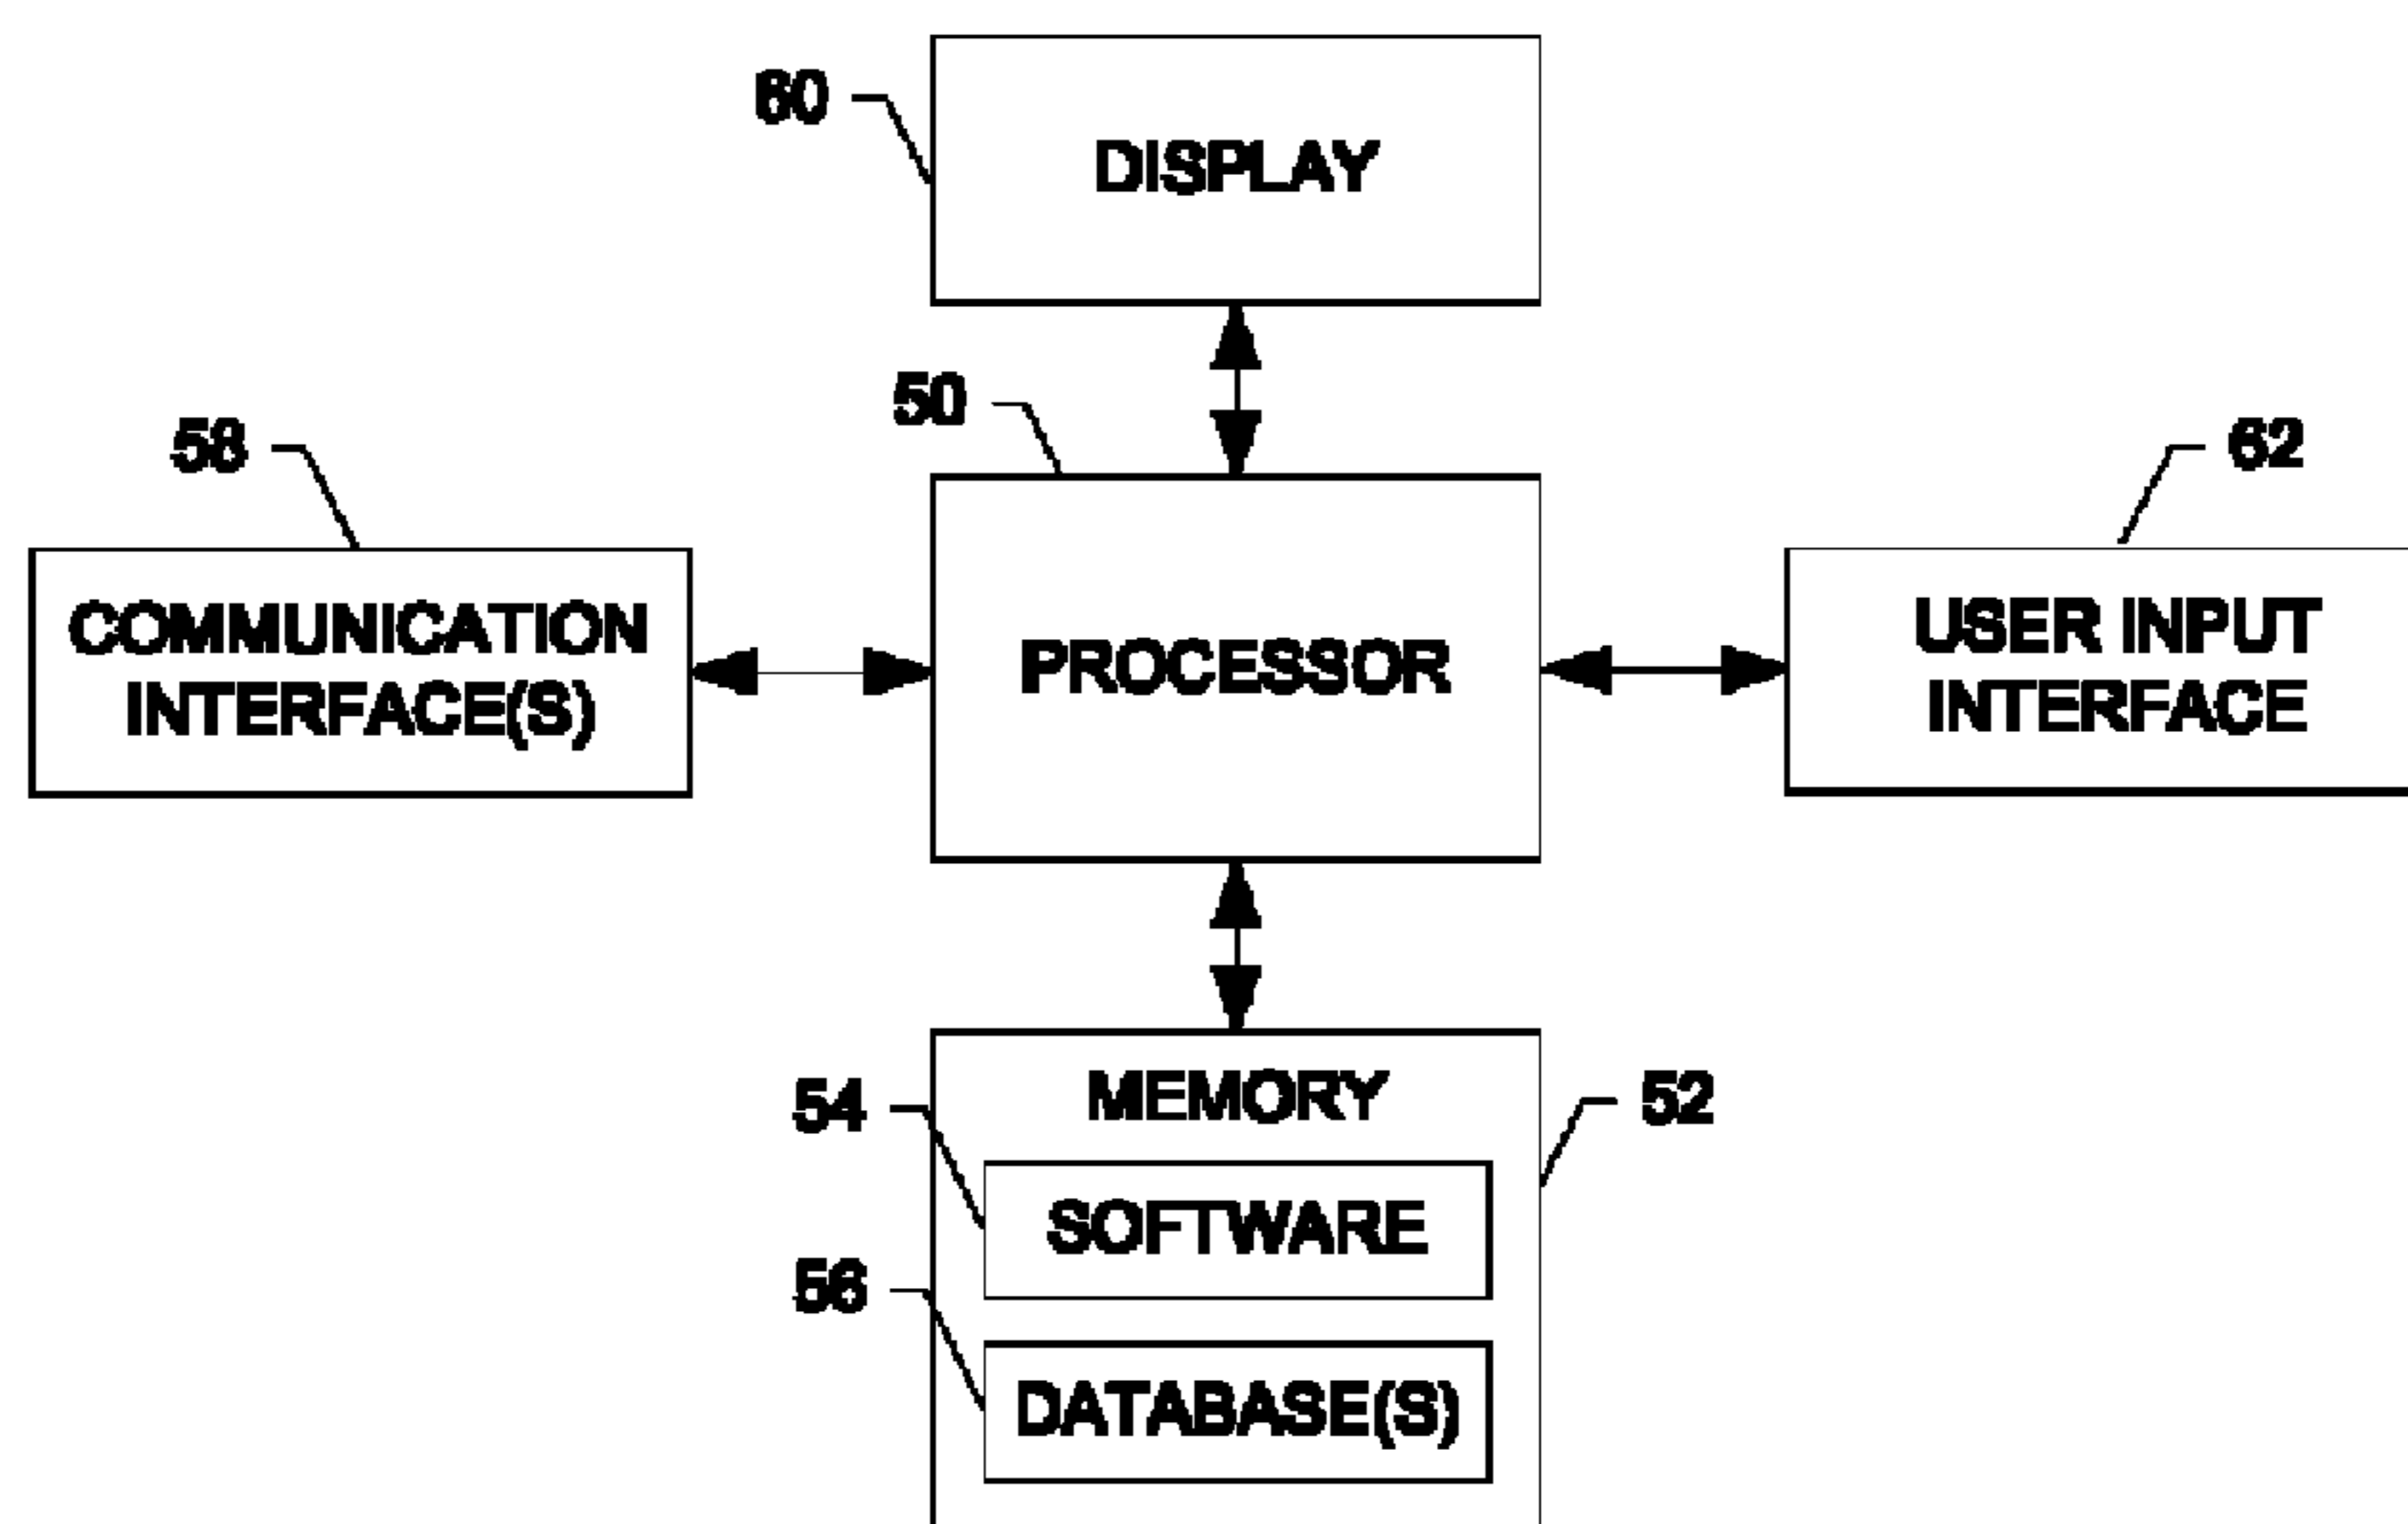 60
DISPLAY
50
58
62
COMMUNICATION
INTERFACE(S)
PROCESSOR
USER INPUT
INTERFACE
MEMORY
52
54
SOFTWARE
56
DATABASE(S)